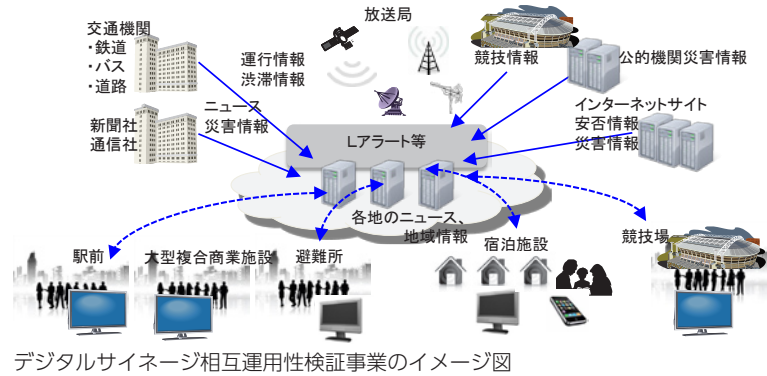 放送局
交通機関
・鉄道
・バス
・道路
運行情報
渋滞情報
競技情報
公的機関災害情報
新聞社
通信社
ニュース
災害情報
インターネットサイト
安否情報
災害情報
Lアラート等
各地のニュース、
地域情報
駅前
大型複合商業施設
避難所
宿泊施設
競技場
デジタルサイネージ相互運用性検証事業のイメージ図